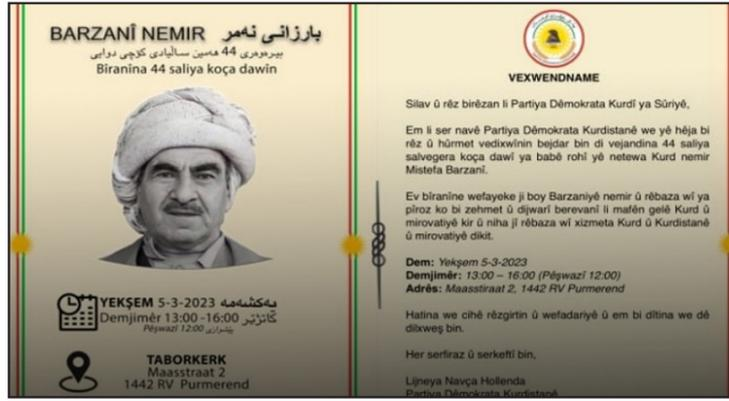 BARZANÎ NEMIR بارزانی نەمر
بیرەوەری 44 هەمین ساڵیادی کۆچی دوایی
Bîranîna 44 saliya koça dawîn
YEKŞEM 5-3-2023 یەکشەمە
Demjimêr 13:00 -16:00 کاتژێر
Pêşwazî 12:00 پێشوازی
TABORKERK
Maasstraat 2
1442 RV Purmerend
VEXWENDNAME
Silav û rêz birêzan li Partiya Dêmokrata Kurdî ya Sûriyê,
Em li ser navê Partiya Dêmokrata Kurdistanê we yê hêja bi
rêz û hûrmet vedixwînin bejdar bin di vejandina 44 saliya
salvegera koça dawî ya babê rohî yê netewa Kurd nemir
Mistefa Barzanî.
Ev bîranîne wefayeke ji boy Barzaniyê nemir û rêbaza wî ya
pîroz ko bi zehmet û dijwarî berevanî li mafên gelê Kurd û
mirovatiyê kir û niha jî rêbaza wî xizmeta Kurd û Kurdistanê
û mirovatiyê dikit.
Dem: Yekşem 5-3-2023
Demjimêr: 13:00 – 16:00 (Pêşwazî 12:00)
Adrês: Maasstiraat 2, 1442 RV Purmerend
Hatina we cihê rêzgirtin û wefadariyê û em bi dîtina we dê
dilxweş bin.
Her serfiraz û serkeftî bin,
Lijneya Navça Hollenda
Partiya Dêmokrata Kurdistanê